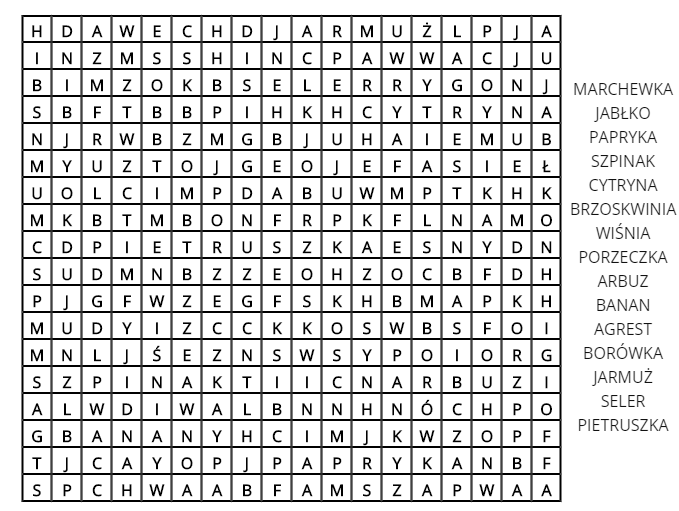 H D A W E C H D J A R M U Ż L P J A
I N Z M S S H I N C P A W W A C J U
B I M Z O K B S E L E R R Y G O N J
S B F T B B P I H K H C Y T R Y N A
N J R W B Z M G B J U H A I E M U B
M Y U Z T O J G E O J E F A S I E Ł
U O L C I M P D A B U W M P T K H K
M K B T M B O N F R P K F L N A M O
C D P I E T R U S Z K A E S N Y D N
S U D M N B Z Z E O H Z O C B F D H
P J G F W Z E G F S K H B M A P K H
M U D Y I Z C C K K O S W B S F O I
M N L J Ś E Z N S W S Y P O I O R G
S Z P I N A K T I I C N A R B U Z I
A L W D I W A L B N N H N Ó C H P O
G B A N A N Y H C I M J K W Z O P F
T J C A Y O P J P A P R Y K A N B F
S P C H W A A B F A M S Z A P W A A
MARCHEWKA
JABŁKO
PAPRYKA
SZPINAK
CYTRYNA
BRZOSKWINIA
WIŚNIA
PORZECZKA
ARBUZ
BANAN
AGREST
BORÓWKA
JARMUŻ
SELER
PIETRUSZKA